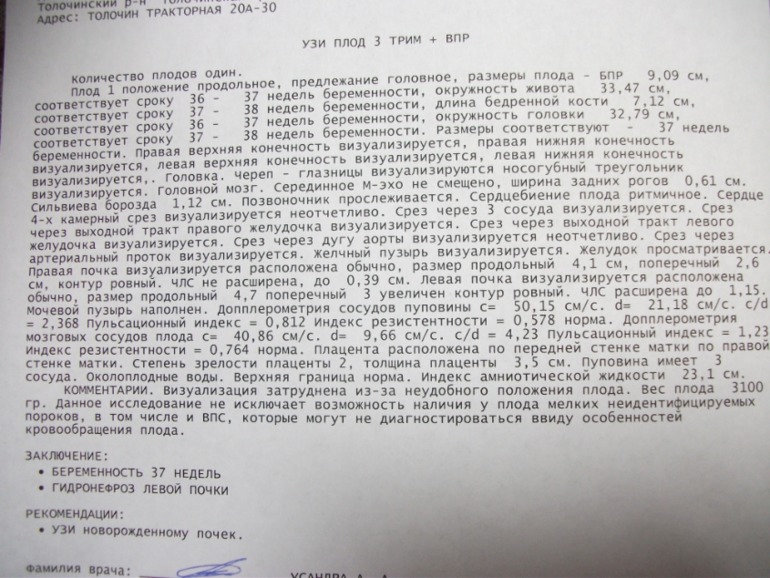 Толочинский р-н
Адрес: ТОЛОЧИН ТРАКТОРНАЯ 20А-30
УЗИ ПЛОД 3 ТРИМ + ВПР
Количество плодов один.
Плод 1 положение продольное, предлежание головное, размеры плода - БПР 9,09 см,
соответствует сроку 36 - 37 недель беременности, окружность живота 33,47 см,
соответствует сроку 37 - 38 недель беременности, длина бедренной кости 7,12 см,
соответствует сроку 36 - 37 недель беременности, окружность головки 32,79 см,
соответствует сроку 37 - 38 недель беременности. Размеры соответствуют - 37 недель
беременности. Правая верхняя конечность визуализируется, правая нижняя конечность
визуализируется, левая верхняя конечность визуализируется, левая нижняя конечность
визуализируется,. Головка. череп - глазницы визуализируются носогубный треугольник
визуализируется. Головной мозг. Серединное М-эхо не смещено, ширина задних рогов 0,61 см.
Сильвиева борозда 1,12 см. Позвоночник прослеживается. Сердцебиение плода ритмичное. Сердце
4-х камерный срез визуализируется неотчетливо. Срез через 3 сосуда визуализируется. Срез
через выходной тракт правого желудочка визуализируется. Срез через выходной тракт левого
желудочка визуализируется. Срез через дугу аорты визуализируется неотчетливо. Срез через
артериальный проток визуализируется. Желчный пузырь визуализируется. Желудок просматривается.
Правая почка визуализируется расположена обычно, размер продольный 4,1 см, поперечный 2,6
см, контур ровный. ЧЛС не расширена, до 0,39 см. Левая почка визуализируется расположена
обычно, размер продольный 4,7 поперечный 3 увеличен контур ровный. ЧЛС расширена до 1,15.
Мочевой пузырь наполнен. Допплерометрия сосудов пуповины с= 50,15 см/с. d= 21,18 см/с. c/d
= 2,368 Пульсационный индекс = 0,812 Индекс резистентности = 0,578 норма. Допплерометрия
мозговых сосудов плода с= 40,86 см/с. d= 9,66 см/с. c/d = 4,23 Пульсационный индекс = 1,23
Индекс резистентности = 0,764 норма. Плацента расположена по передней стенке матки по правой
стенке матки. Степень зрелости плаценты 2, толщина плаценты 3,5 см. Пуповина имеет 3
сосуда. Околоплодные воды. Верхняя граница норма. Индекс амниотической жидкости 23,1 см.
КОММЕНТАРИИ. Визуализация затруднена из-за неудобного положения плода. Вес плода 3100
гр. Данное исследование не исключает возможность наличия у плода мелких неидентифицируемых
пороков, в том числе и ВПС, которые могут не диагностироваться ввиду особенностей
кровообращения плода.
ЗАКЛЮЧЕНИЕ:
• БЕРЕМЕННОСТЬ 37 НЕДЕЛЬ
• ГИДРОНЕФРОЗ ЛЕВОЙ ПОЧКИ
РЕКОМЕНДАЦИИ:
• УЗИ новорожденному почек.
Фамилия врача: